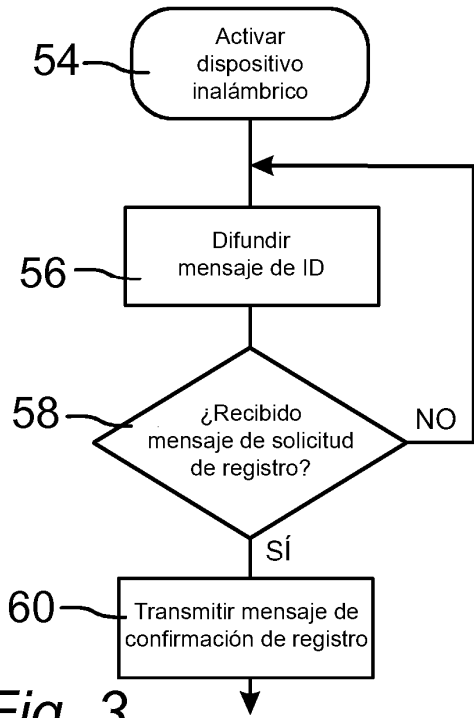 54
Activar
dispositivo
inalámbrico
56
Difundir
mensaje de ID
58
¿Recibido
mensaje de solicitud
de registro?
NO
SÍ
60
Transmitir mensaje de
confirmación de registro
Fig. 3